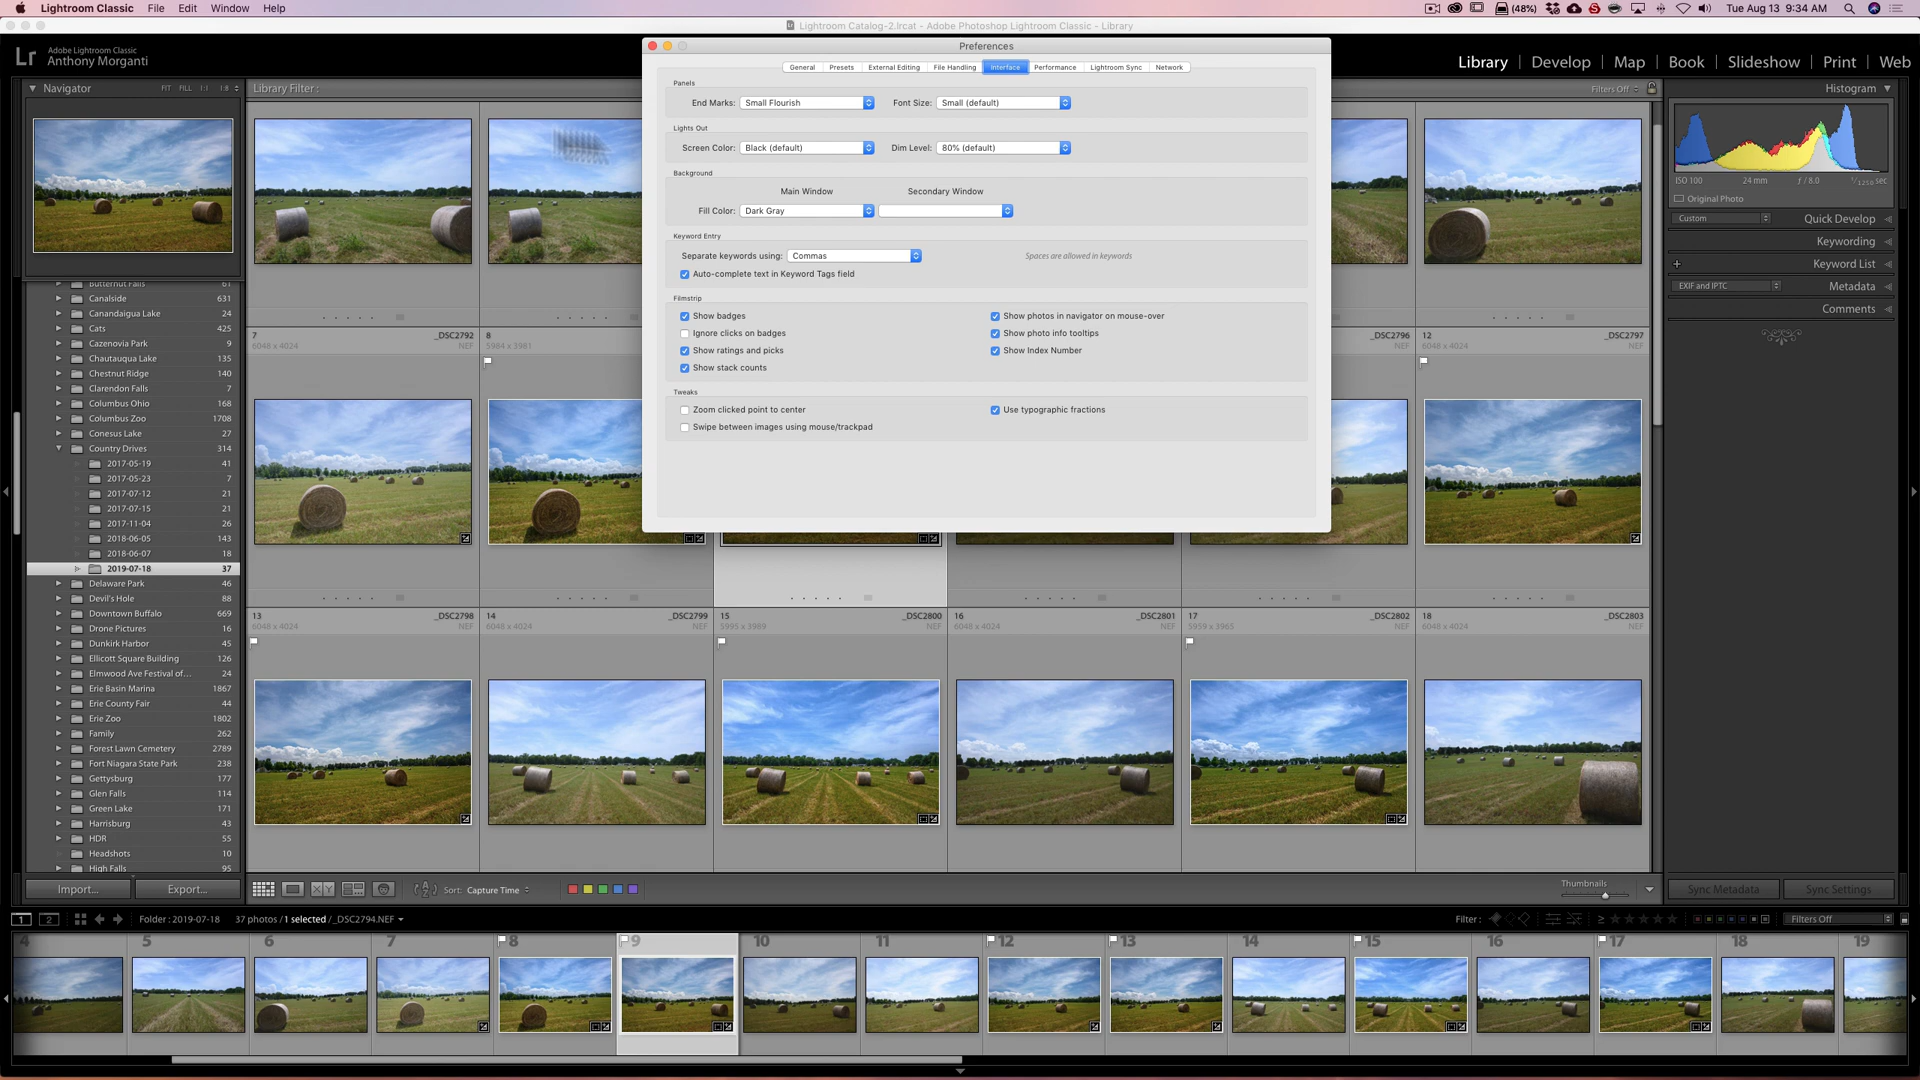 Lightroom Classic File Edit Window Help
(48%) Tue Aug 13 9:34 AM
Lightroom Catalog-2.lrcat - Adobe Photoshop Lightroom Classic - Library
Lr Adobe Lightroom Classic
Anthony Morganti
Library | Develop | Map | Book | Slideshow | Print | Web
Preferences
General Presets External Editing File Handling Interface Performance Lightroom Sync Network
Panels
End Marks: Small Flourish Font Size: Small (default)
Lights Out
Screen Color: Black (default) Dim Level: 80% (default)
Background
Main Window Secondary Window
Fill Color: Dark Gray
Keyword Entry
Separate keywords using: Commas Spaces are allowed in keywords
Auto-complete text in Keyword Tags field
Filmstrip
Show badges Show photos in navigator on mouse-over
Ignore clicks on badges Show photo info tooltips
Show ratings and picks Show Index Number
Show stack counts
Tweaks
Zoom clicked point to center Use typographic fractions
Swipe between images using mouse/trackpad
Navigator FIT FILL 1:1 1:8
Butternut Falls 61
Canalside 631
Canandaigua Lake 24
Cats 425
Cazenovia Park 9
Chautauqua Lake 135
Chestnut Ridge 140
Clarendon Falls 7
Columbus Ohio 168
Columbus Zoo 1708
Conesus Lake 27
Country Drives 314
2017-05-19 41
2017-05-23 7
2017-07-12 21
2017-07-15 21
2017-11-04 26
2018-06-05 143
2018-06-07 18
2019-07-18 37
Delaware Park 46
Devil's Hole 88
Downtown Buffalo 669
Drone Pictures 16
Dunkirk Harbor 45
Ellicott Square Building 126
Elmwood Ave Festival of... 24
Erie Basin Marina 1867
Erie County Fair 44
Erie Zoo 1802
Family 262
Forest Lawn Cemetery 2789
Fort Niagara State Park 238
Gettysburg 177
Glen Falls 114
Green Lake 171
Harrisburg 43
HDR 55
Headshots 10
High Falls 95
Import... Export...
Library Filter : Filters Off
7 _DSC2792
6048 x 4024 NEF
8
5984 x 3981
_DSC2796
NEF
12 _DSC2797
6048 x 4024 NEF
13 _DSC2798
6048 x 4024 NEF
14 _DSC2799
6048 x 4024 NEF
15 _DSC2800
5995 x 3989 NEF
16 _DSC2801
6048 x 4024 NEF
17 _DSC2802
5959 x 3965 NEF
18 _DSC2803
6048 x 4024 NEF
XY Sort: Capture Time Thumbnails
Histogram
ISO 100 24 mm ƒ / 8.0 1/1250 sec
Original Photo
Custom Quick Develop
Keywording
+ Keyword List
EXIF and IPTC Metadata
Comments
Sync Metadata Sync Settings
1 2 Folder : 2019-07-18 37 photos / 1 selected / _DSC2794.NEF Filter : Filters Off
4 5 6 7 8 9 10 11 12 13 14 15 16 17 18 19